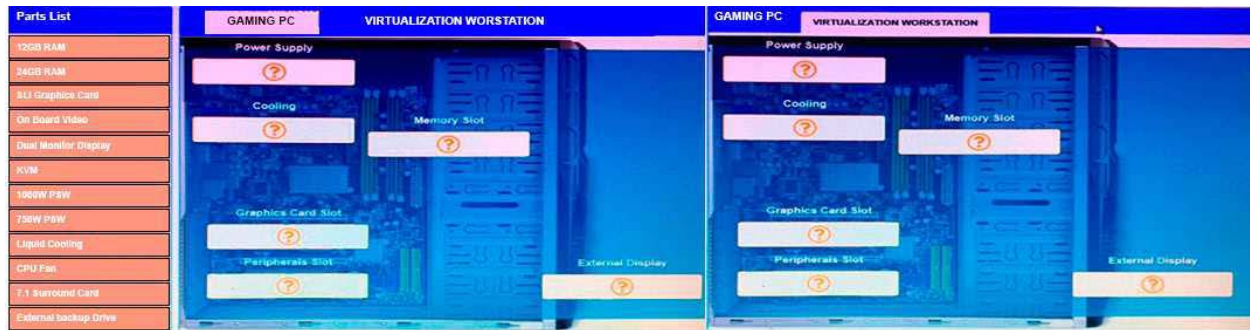 Parts List
12GB RAM
24GB RAM
SLI Graphics Card
On Board Video
Dual Monitor Display
KVM
1000W PSW
750W PSW
Liquid Cooling
CPU Fan
7.1 Surround Card
External backup Drive
GAMING PC
VIRTUALIZATION WORSTATION
Power Supply
?
Cooling
?
Memory Slot
?
Graphics Card Slot
?
Peripherals Slot
?
External Display
?
GAMING PC
VIRTUALIZATION WORKSTATION
Power Supply
?
Cooling
?
Memory Slot
?
Graphics Card Slot
?
Peripherals Slot
?
External Display
?